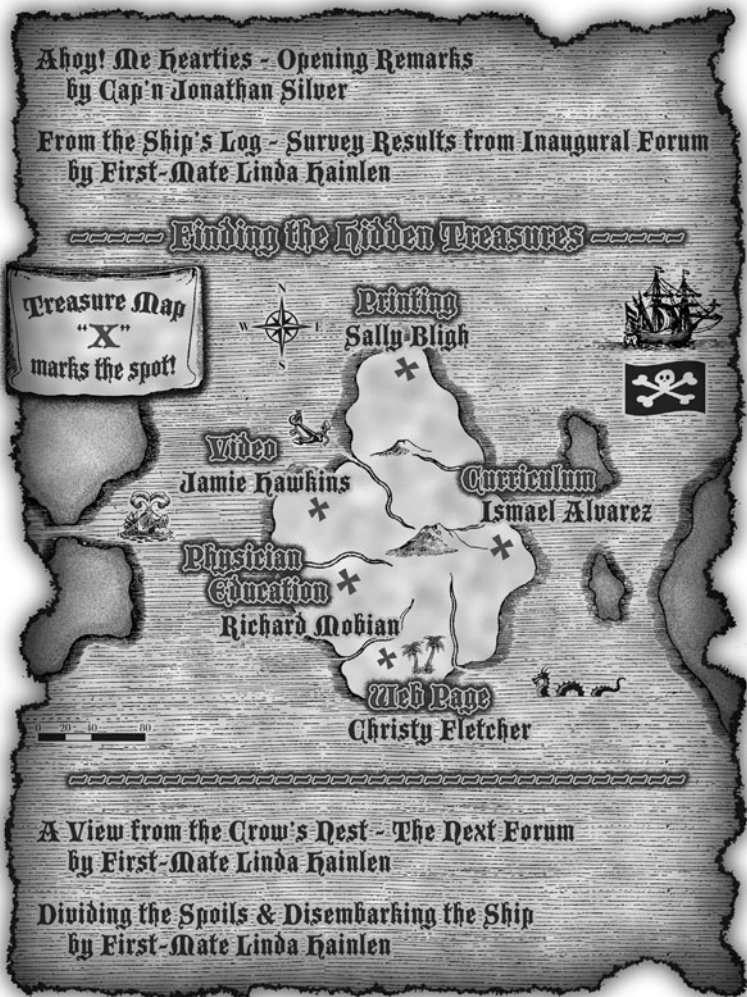 Ahoy! Me Hearties - Opening Remarks
by Cap'n Jonathan Silver
From the Ship's Log - Survey Results from Inaugural Forum
by First-Mate Linda Hainlen
Finding the Hidden Treasures
Treasure Map
"X"
marks the spot!
N
W E
S
Printing
Sally Bligh
Video
Jamie Hawkins
Curriculum
Ismael Alvarez
Physician
Education
Richard Mobian
Web Page
Christy Fletcher
0 20 40 80
A View from the Crow's Nest - The Next Forum
by First-Mate Linda Hainlen
Dividing the Spoils & Disembarking the Ship
by First-Mate Linda Hainlen